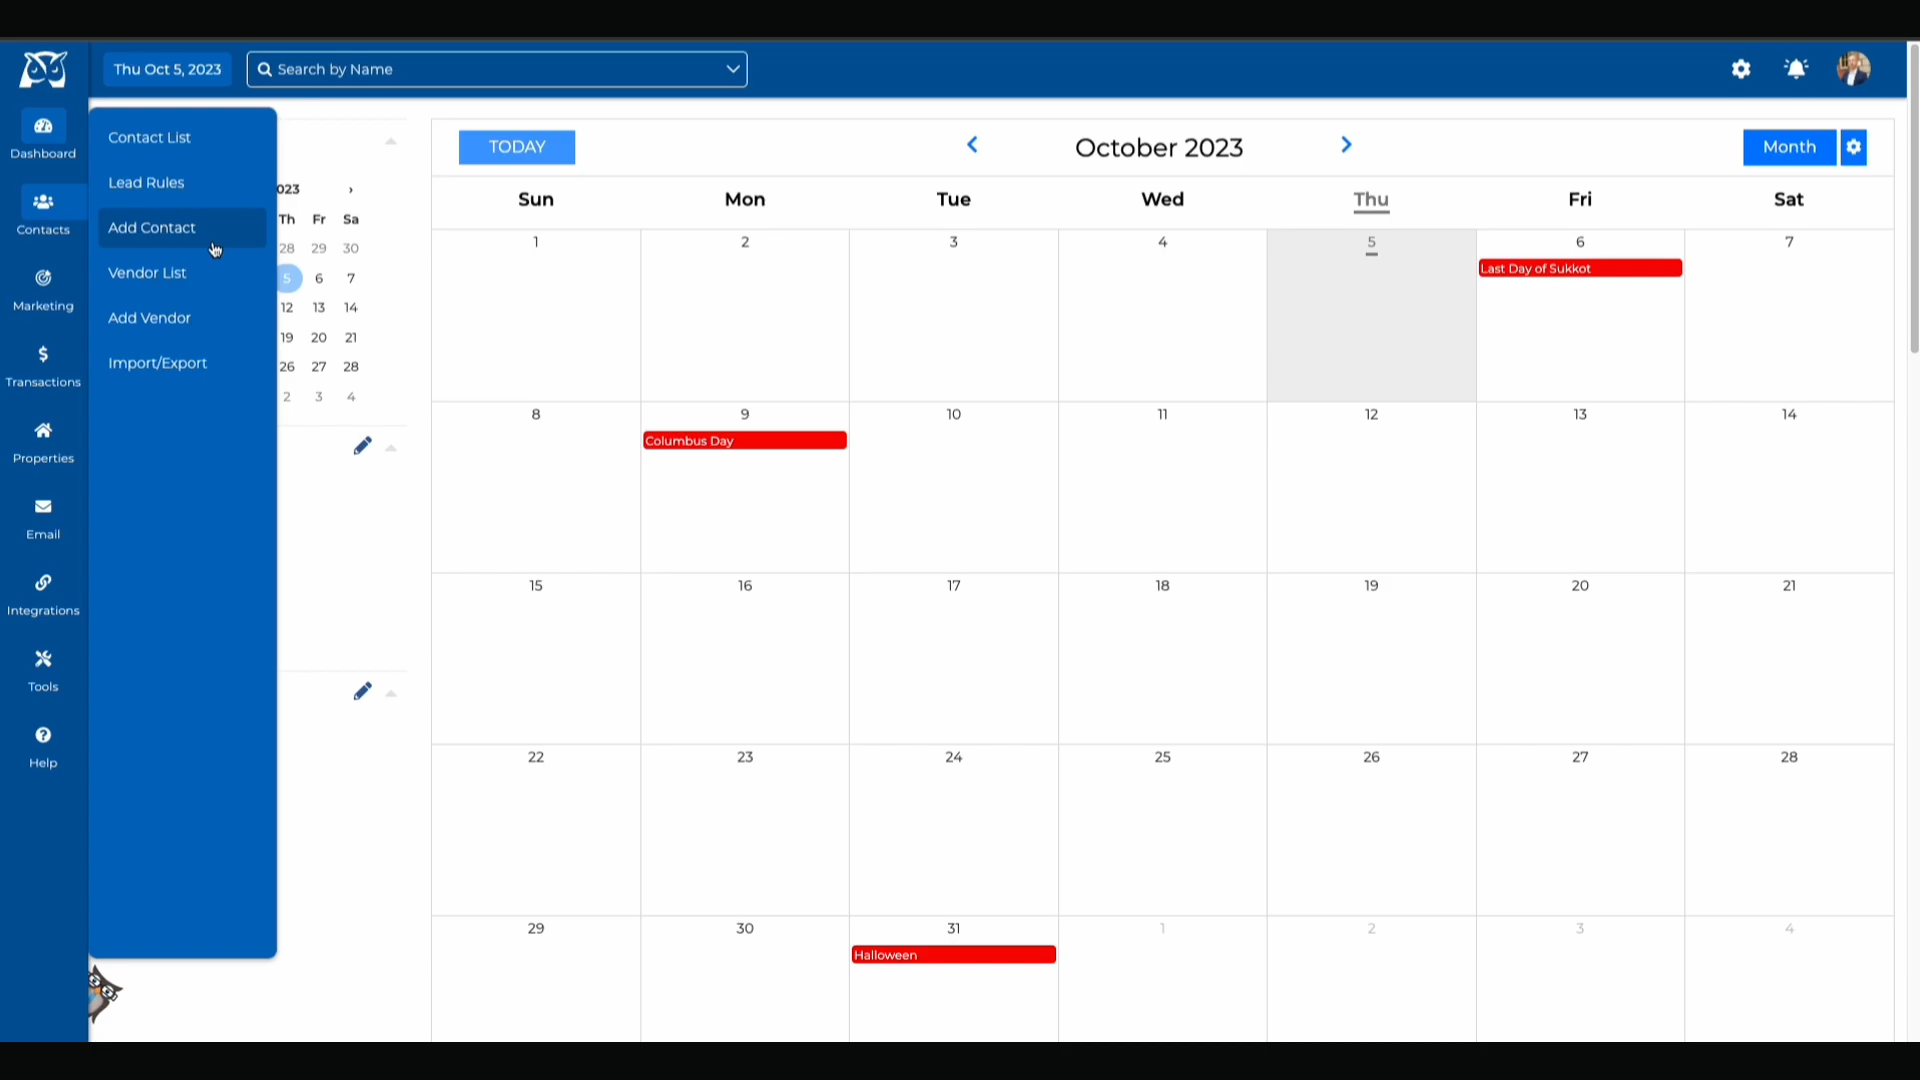 Thu Oct 5, 2023
Search by Name
Dashboard
Contacts
Marketing
Transactions
Properties
Email
Integrations
Tools
Help
Contact List
Lead Rules
Add Contact
Vendor List
Add Vendor
Import/Export
023 ›
Th Fr Sa
28 29 30
5 6 7
12 13 14
19 20 21
26 27 28
2 3 4
TODAY
October 2023
Month
Sun Mon Tue Wed Thu Fri Sat
1 2 3 4 5 6 7
Last Day of Sukkot
8 9 10 11 12 13 14
Columbus Day
15 16 17 18 19 20 21
22 23 24 25 26 27 28
29 30 31 1 2 3 4
Halloween